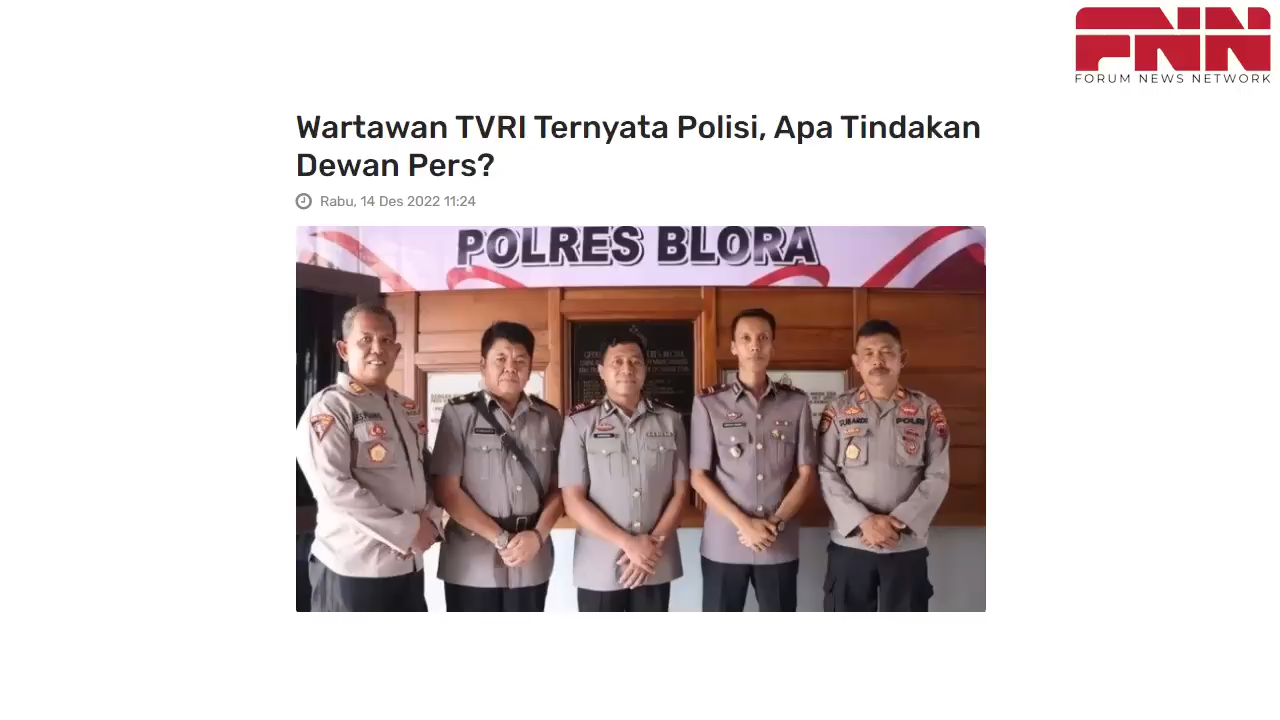 FNN
FORUM NEWS NETWORK
Wartawan TVRI Ternyata Polisi, Apa Tindakan
Dewan Pers?
Rabu, 14 Des 2022 11:24
POLRES BLORA
SUBARDI
POLRI